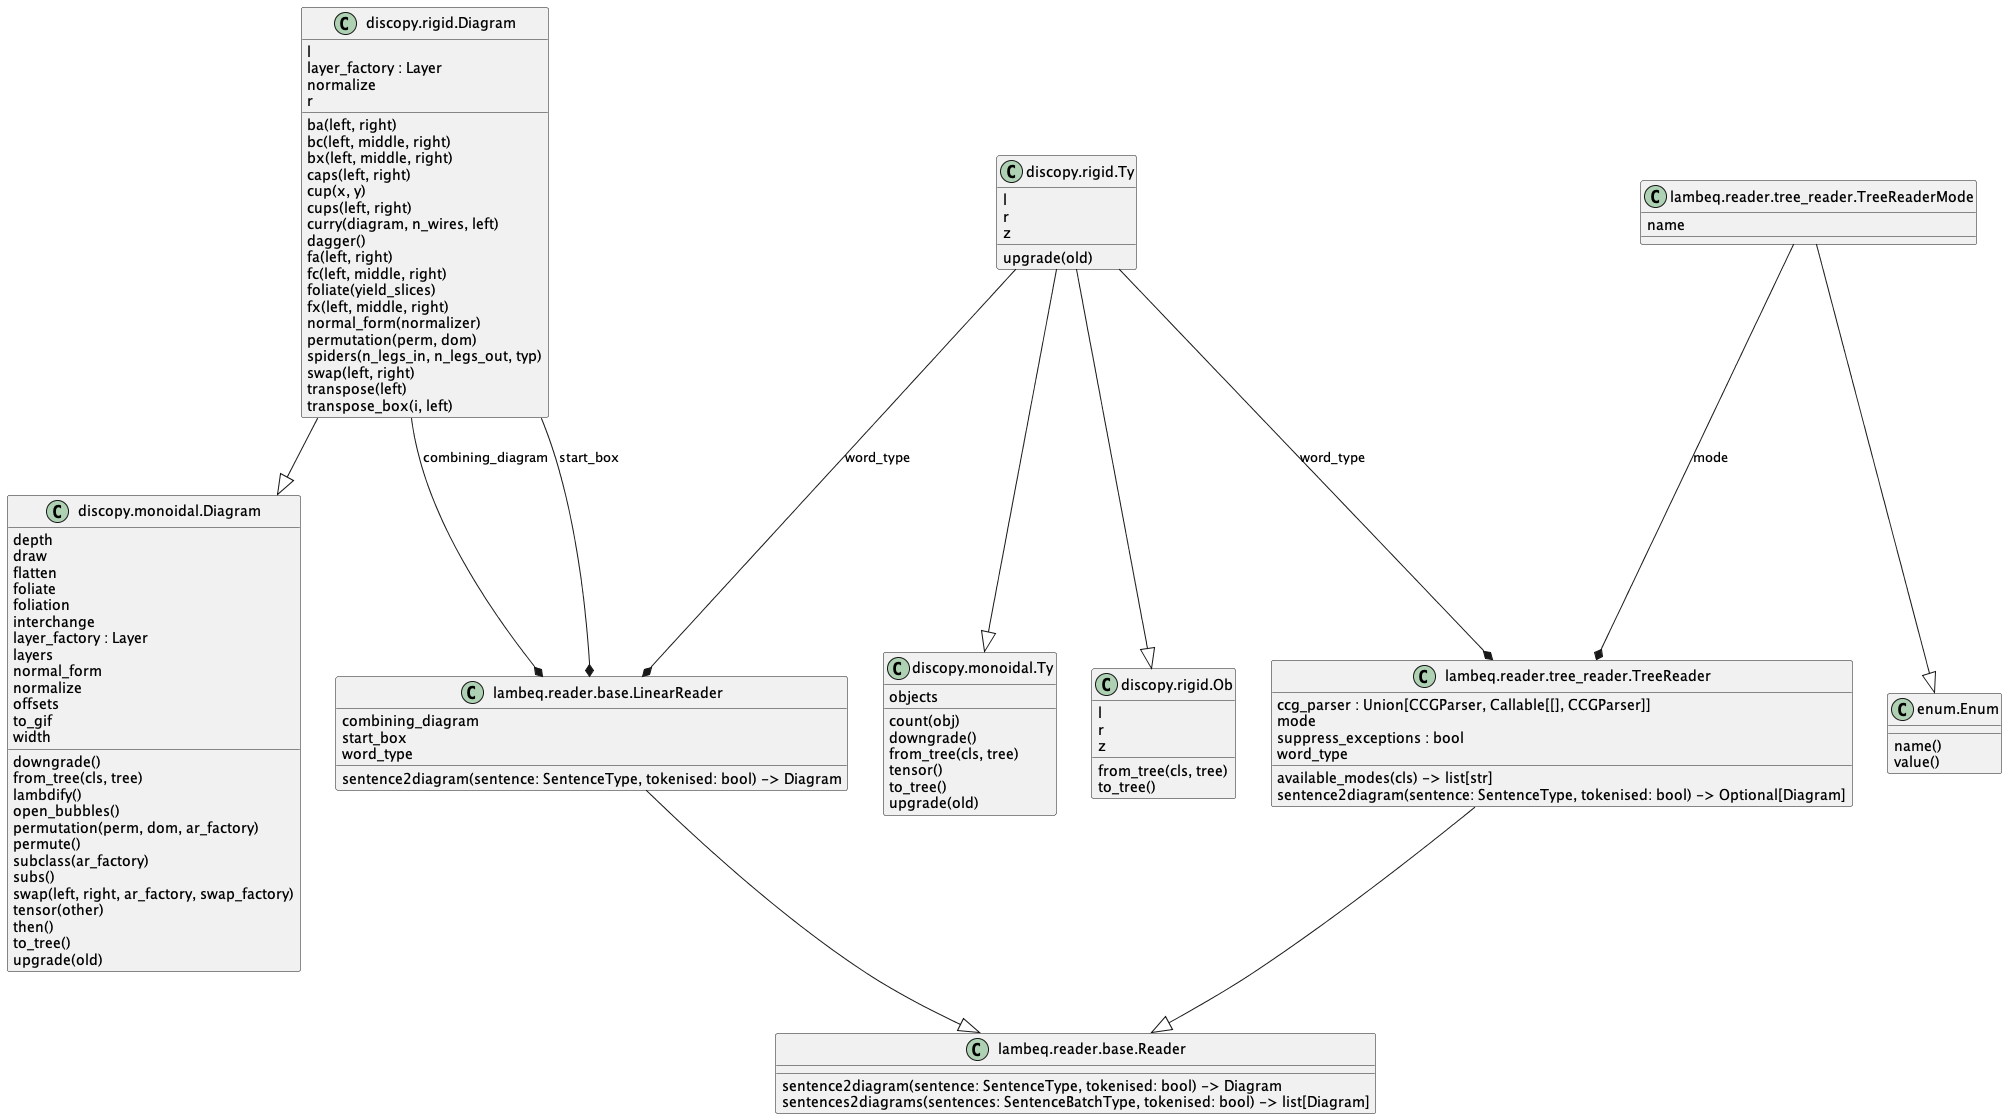 C discopy.rigid.Diagram
l
layer_factory : Layer
normalize
r
ba(left, right)
bc(left, middle, right)
bx(left, middle, right)
caps(left, right)
cup(x, y)
cups(left, right)
curry(diagram, n_wires, left)
dagger()
fa(left, right)
fc(left, middle, right)
foliate(yield_slices)
fx(left, middle, right)
normal_form(normalizer)
permutation(perm, dom)
spiders(n_legs_in, n_legs_out, typ)
swap(left, right)
transpose(left)
transpose_box(i, left)
C discopy.rigid.Ty
l
r
z
upgrade(old)
C lambeq.reader.tree_reader.TreeReaderMode
name
combining_diagram
start_box
word_type
word_type
mode
C discopy.monoidal.Diagram
depth
draw
flatten
foliate
foliation
interchange
layer_factory : Layer
layers
normal_form
normalize
offsets
to_gif
width
downgrade()
from_tree(cls, tree)
lambdify()
open_bubbles()
permutation(perm, dom, ar_factory)
permute()
subclass(ar_factory)
subs()
swap(left, right, ar_factory, swap_factory)
tensor(other)
then()
to_tree()
upgrade(old)
C lambeq.reader.base.LinearReader
combining_diagram
start_box
word_type
sentence2diagram(sentence: SentenceType, tokenised: bool) -> Diagram
C discopy.monoidal.Ty
objects
count(obj)
downgrade()
from_tree(cls, tree)
tensor()
to_tree()
upgrade(old)
C discopy.rigid.Ob
l
r
z
from_tree(cls, tree)
to_tree()
C lambeq.reader.tree_reader.TreeReader
ccg_parser : Union[CCGParser, Callable[[], CCGParser]]
mode
suppress_exceptions : bool
word_type
available_modes(cls) -> list[str]
sentence2diagram(sentence: SentenceType, tokenised: bool) -> Optional[Diagram]
C enum.Enum
name()
value()
C lambeq.reader.base.Reader
sentence2diagram(sentence: SentenceType, tokenised: bool) -> Diagram
sentences2diagrams(sentences: SentenceBatchType, tokenised: bool) -> list[Diagram]